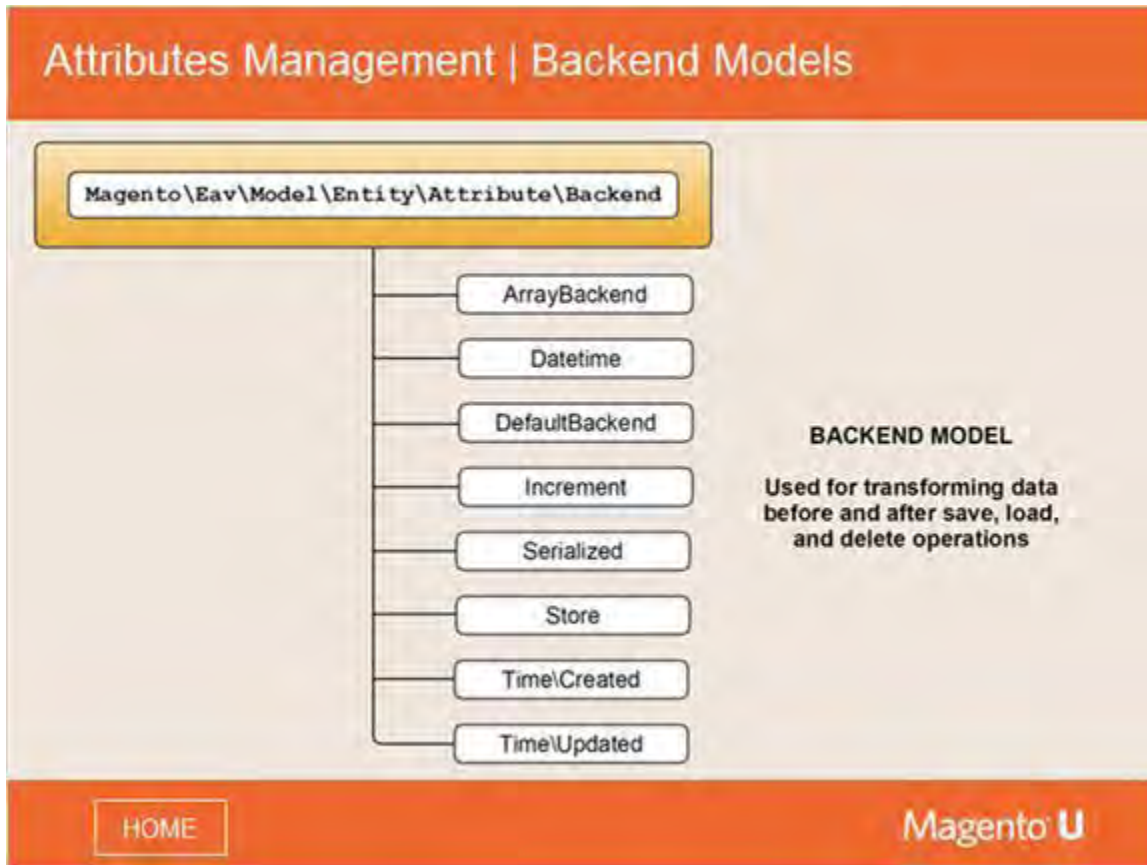 Attributes Management | Backend Models
Magento\Eav\Model\Entity\Attribute\Backend
ArrayBackend
Datetime
DefaultBackend
Increment
Serialized
Store
Time\Created
Time\Updated
BACKEND MODEL
Used for transforming data
before and after save, load,
and delete operations
HOME
Magento U